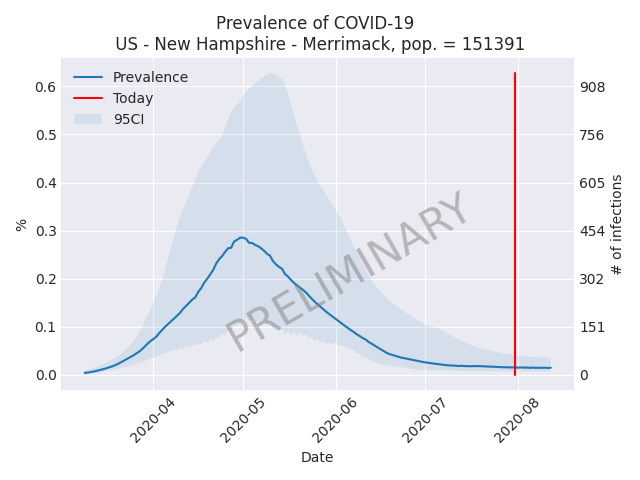 Prevalence of COVID-19
US - New Hampshire - Merrimack, pop. = 151391
Prevalence
Today
95CI
0.6
0.5
0.4
0.3
0.2
0.1
0.0
%
908
756
605
454
302
151
0
# of infections
PRELIMINARY
2020-04
2020-05
2020-06
2020-07
2020-08
Date